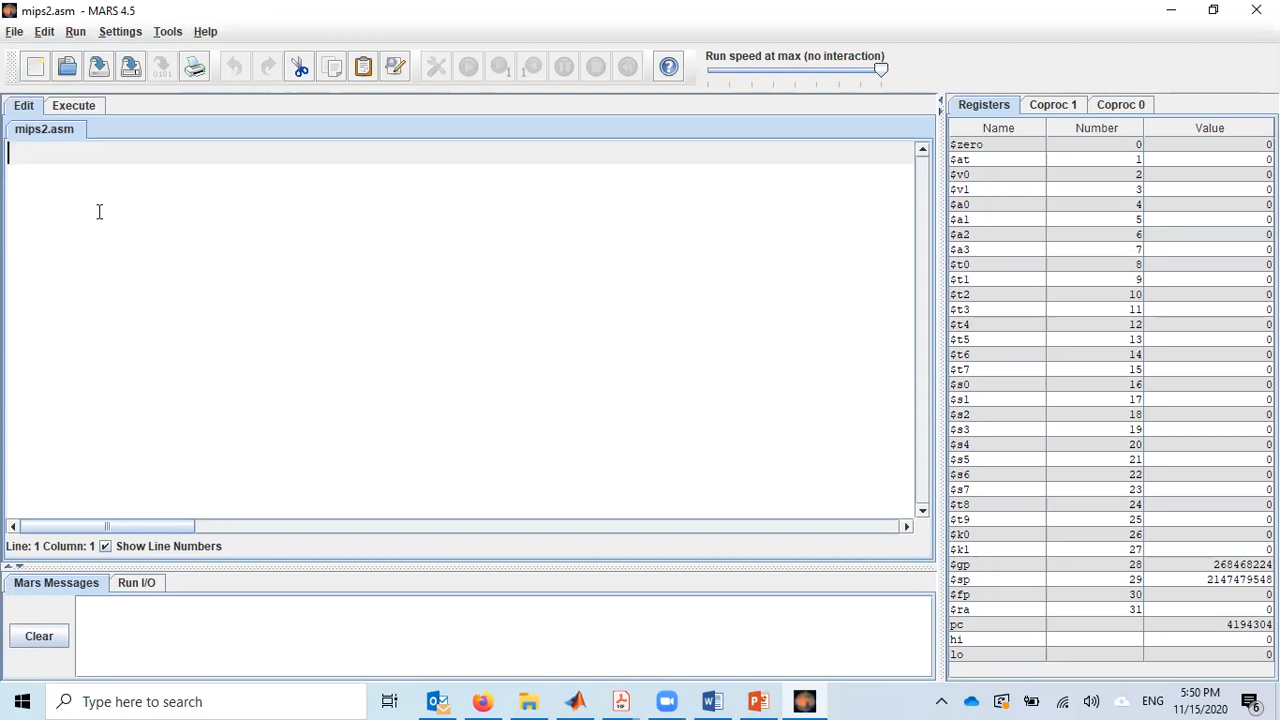 mips2.asm - MARS 4.5
File Edit Run Settings Tools Help
Run speed at max (no interaction)
Edit Execute
mips2.asm
Line: 1 Column: 1 Show Line Numbers
Mars Messages Run I/O
Clear
Registers Coproc 1 Coproc 0
Name Number Value
$zero 0 0
$at 1 0
$v0 2 0
$v1 3 0
$a0 4 0
$a1 5 0
$a2 6 0
$a3 7 0
$t0 8 0
$t1 9 0
$t2 10 0
$t3 11 0
$t4 12 0
$t5 13 0
$t6 14 0
$t7 15 0
$s0 16 0
$s1 17 0
$s2 18 0
$s3 19 0
$s4 20 0
$s5 21 0
$s6 22 0
$s7 23 0
$t8 24 0
$t9 25 0
$k0 26 0
$k1 27 0
$gp 28 268468224
$sp 29 2147479548
$fp 30 0
$ra 31 0
pc 4194304
hi 0
lo 0
Type here to search
ENG
5:50 PM
11/15/2020
6